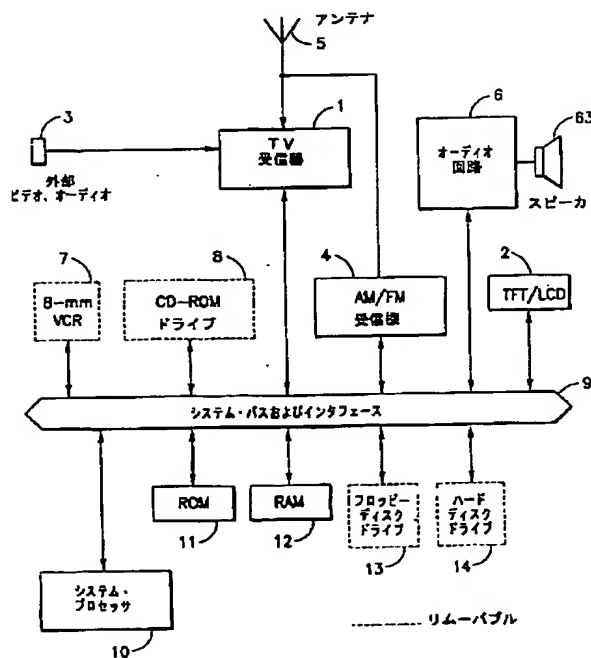 アンテナ
5
6
63
3
1
TV
受信器
オーディオ
回路
外部
ビデオ、オーディオ
スピーカ
7
8
4
2
8-mm
VCR
CD-ROM
ドライブ
AM/FM
受信機
TFT/LCD
9
システム・バスおよびインタフェース
ROM
RAM
フロッピー
ディスク
ドライブ
ハード
ディスク
ドライブ
11
12
13
14
システム・
プロセッサ
リムーバブル
10